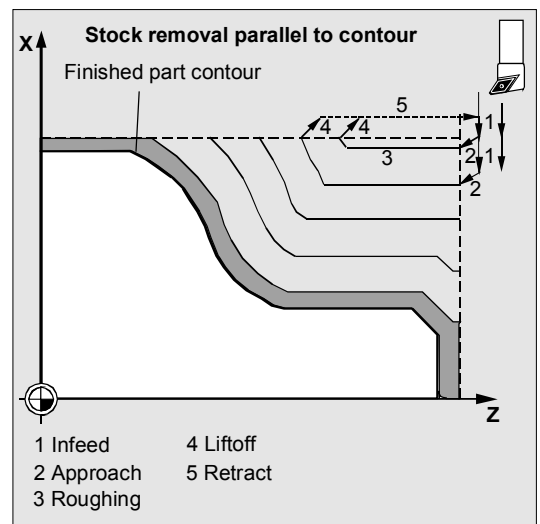 Stock removal parallel to contour
X
Finished part contour
5
4 4 1
3 2 1
2
Z
1 Infeed 4 Liftoff
2 Approach 5 Retract
3 Roughing